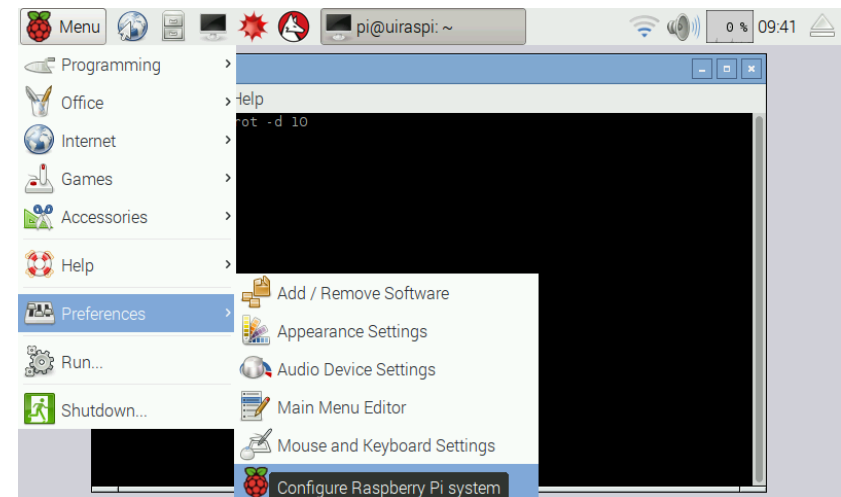 Menu
pi@uiraspi: ~
0 %
09:41
Programming
Office
Internet
Games
Accessories
Help
Preferences
Run...
Shutdown...
Help
rot -d 10
Add / Remove Software
Appearance Settings
Audio Device Settings
Main Menu Editor
Mouse and Keyboard Settings
Configure Raspberry Pi system